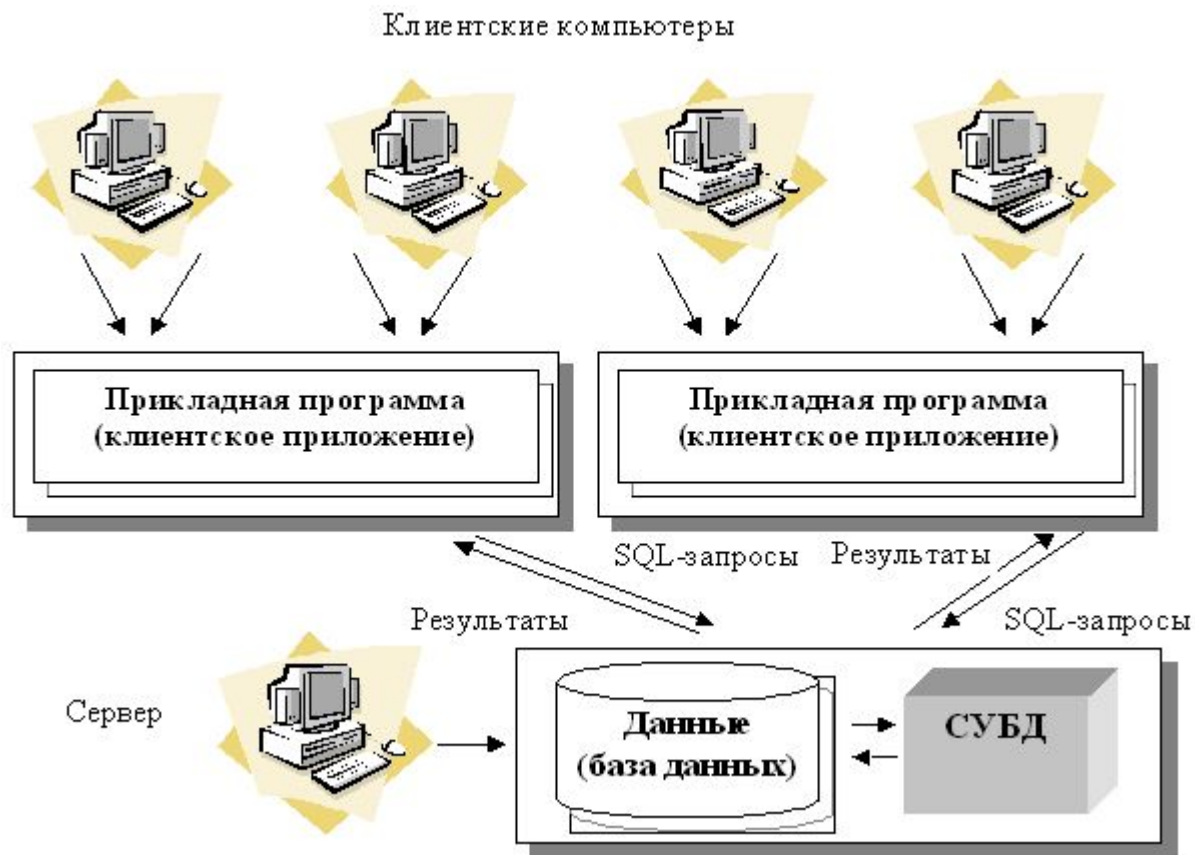 Клиентские компьютеры
Прикладная программа
(клиентское приложение)
Прикладная программа
(клиентское приложение)
SQL-запросы
Результаты
Результаты
SQL-запросы
Сервер
Данные
(база данных)
СУБД